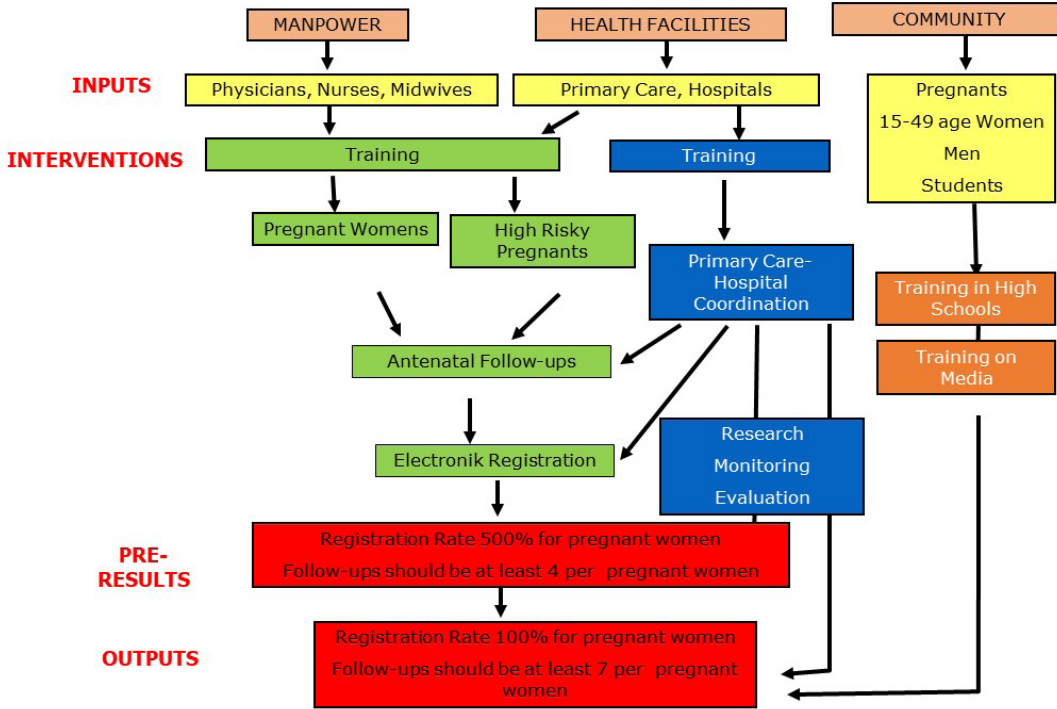 MANPOWER
HEALTH FACILITIES
COMMUNITY
INPUTS
Physicians, Nurses, Midwives
Primary Care, Hospitals
Pregnants
15-49 age Women
Men
Students
INTERVENTIONS
Training
Training
Pregnant Womens
High Risky
Pregnants
Primary Care-
Hospital
Coordination
Training in High
Schools
Antenatal Follow-ups
Training on
Media
Electronik Registration
Research
Monitoring
Evaluation
PRE-
RESULTS
Registration Rate 500% for pregnant women
Follow-ups should be at least 4 per pregnant women
OUTPUTS
Registration Rate 100% for pregnant women
Follow-ups should be at least 7 per pregnant
women